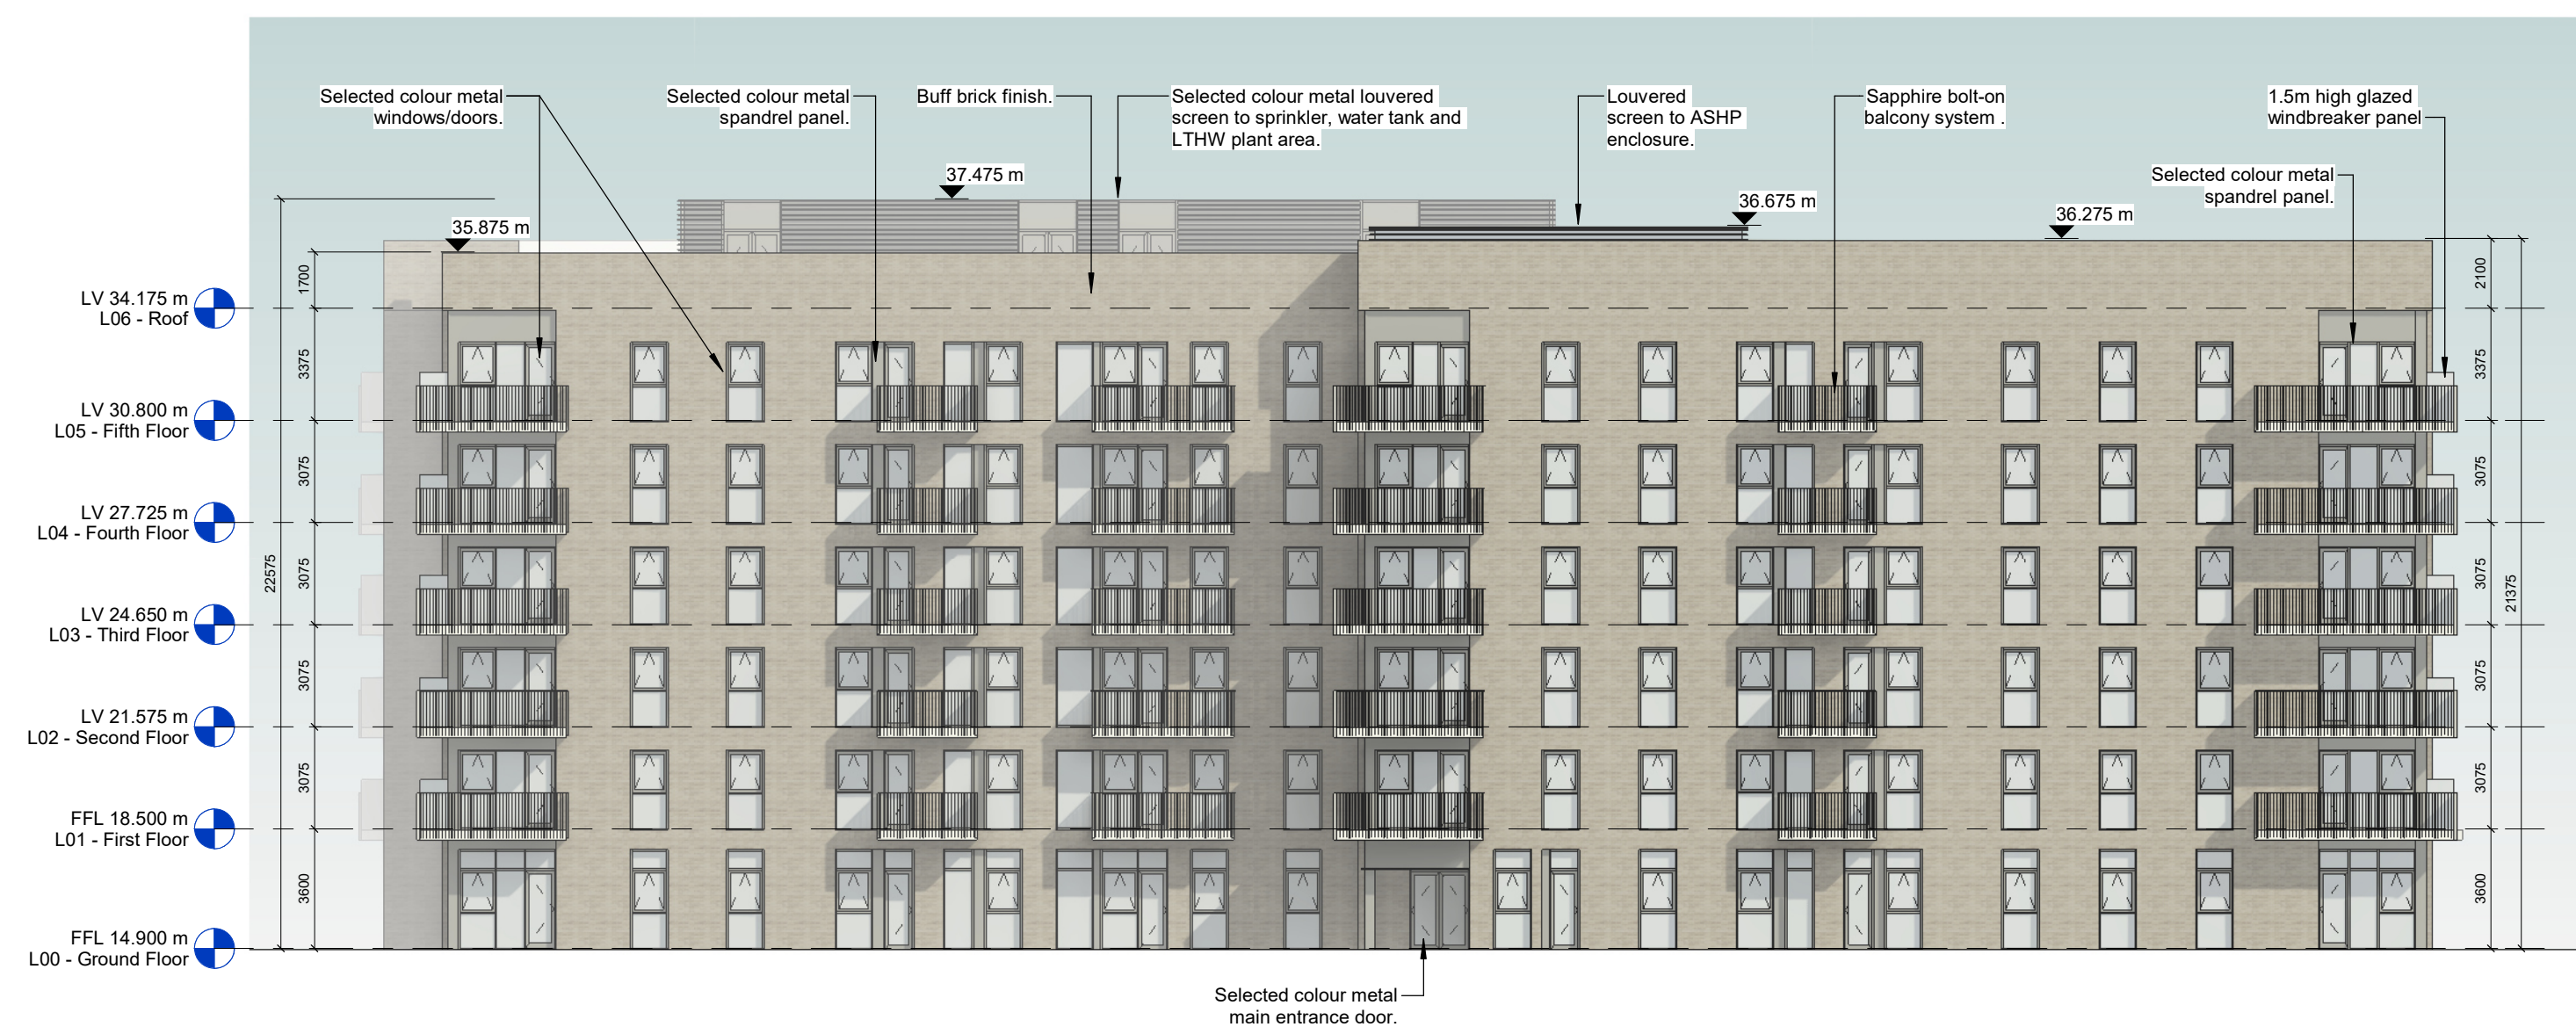 Selected colour metal
windows/doors.
Selected colour metal
spandrel panel.
Buff brick finish.
Selected colour metal louvered
screen to sprinkler, water tank and
LTHW plant area.
Louvered
screen to ASHP
enclosure.
Sapphire bolt-on
balcony system .
1.5m high glazed
windbreaker panel
Selected colour metal
spandrel panel.
37.475 m
35.875 m
36.675 m
36.275 m
LV 34.175 m
L06 - Roof
LV 30.800 m
L05 - Fifth Floor
LV 27.725 m
L04 - Fourth Floor
LV 24.650 m
L03 - Third Floor
LV 21.575 m
L02 - Second Floor
FFL 18.500 m
L01 - First Floor
FFL 14.900 m
L00 - Ground Floor
22575
1700
3375
3075
3075
3075
3075
3600
2100
3375
3075
3075
3075
3075
3600
21375
Selected colour metal
main entrance door.